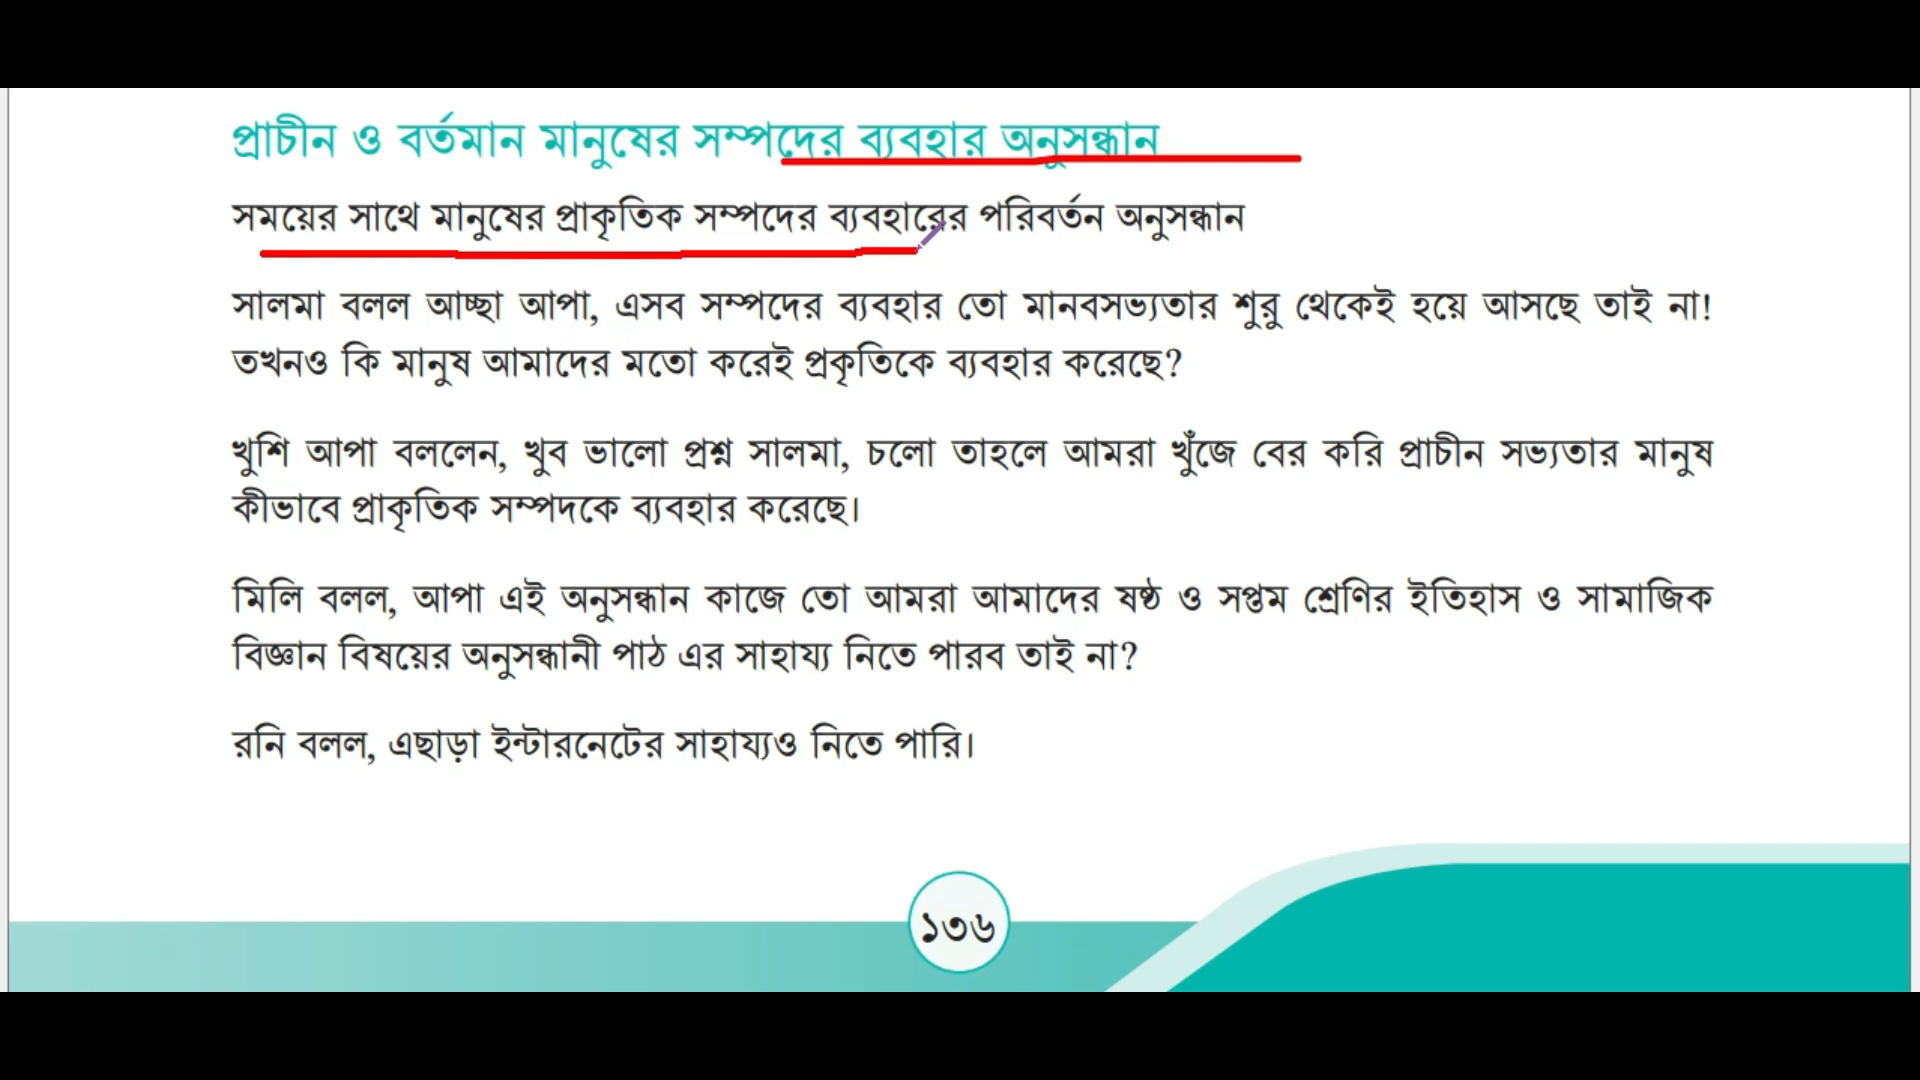 প্রাচীন ও বর্তমান মানুষের সম্পদের ব্যবহার অনুসন্ধান
সময়ের সাথে মানুষের প্রাকৃতিক সম্পদের ব্যবহারের পরিবর্তন অনুসন্ধান
সালমা বলল আচ্ছা আপা, এসব সম্পদের ব্যবহার তো মানবসভ্যতার শুরু থেকেই হয়ে আসছে তাই না!
তখনও কি মানুষ আমাদের মতো করেই প্রকৃতিকে ব্যবহার করেছে?
খুশি আপা বললেন, খুব ভালো প্রশ্ন সালমা, চলো তাহলে আমরা খুঁজে বের করি প্রাচীন সভ্যতার মানুষ
কীভাবে প্রাকৃতিক সম্পদকে ব্যবহার করেছে।
মিলি বলল, আপা এই অনুসন্ধান কাজে তো আমরা আমাদের ষষ্ঠ ও সপ্তম শ্রেণির ইতিহাস ও সামাজিক
বিজ্ঞান বিষয়ের অনুসন্ধানী পাঠ এর সাহায্য নিতে পারব তাই না?
রনি বলল, এছাড়া ইন্টারনেটের সাহায্যও নিতে পারি।
১৩৬